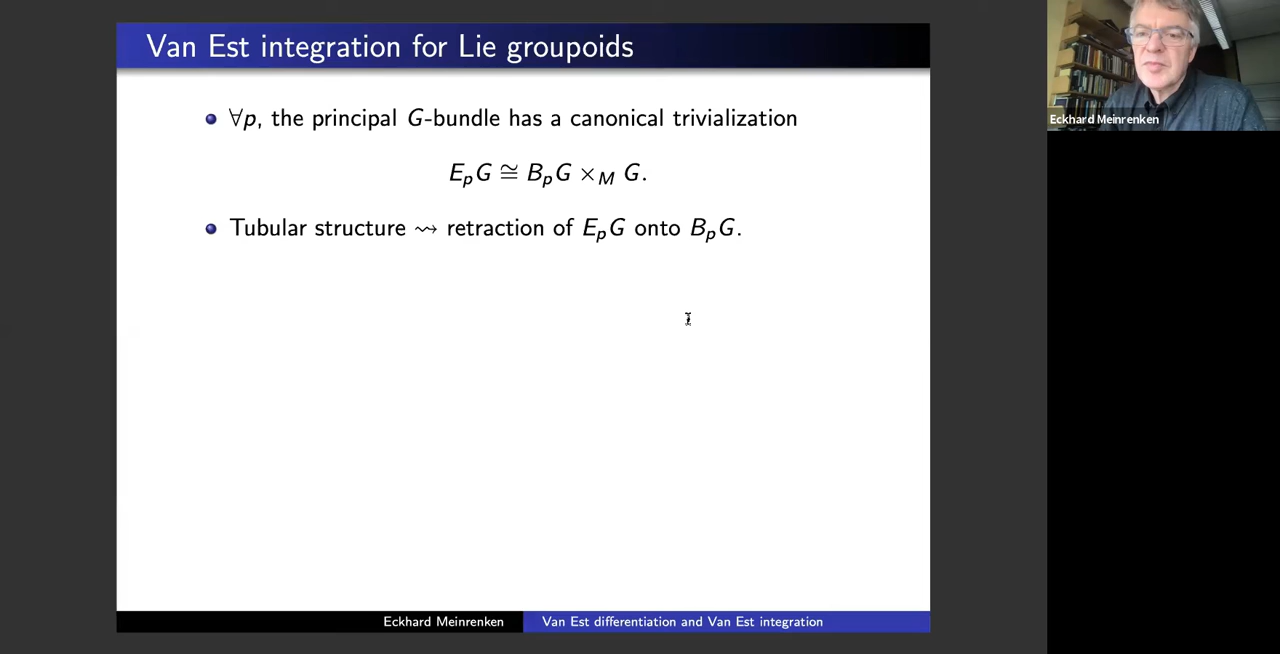 Van Est integration for Lie groupoids
∀p, the principal G-bundle has a canonical trivialization
E_pG ≅ B_pG ×_M G.
Tubular structure ⇝ retraction of E_pG onto B_pG.
Eckhard Meinrenken
Eckhard Meinrenken Van Est differentiation and Van Est integration